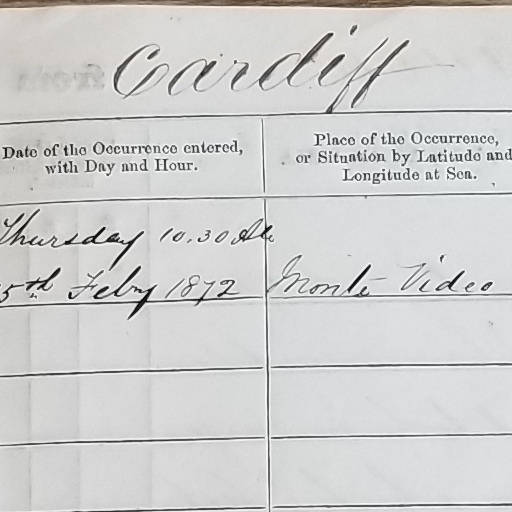 Cardiff
Date of the Occurrence entered, with Day and Hour.
Place of the Occurrence, or Situation by Latitude and Longitude at Sea.
Thursday 10.30 AM
5th Feby 1872 Monte Video